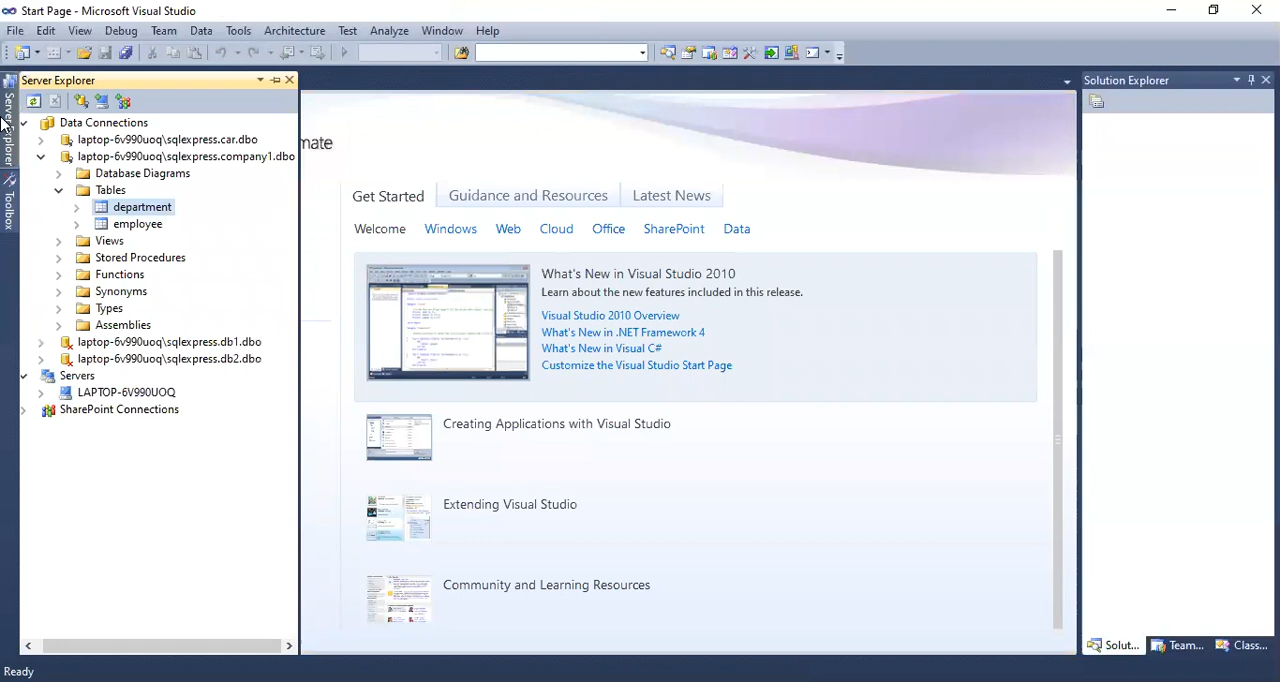 Start Page - Microsoft Visual Studio
File Edit View Debug Team Data Tools Architecture Test Analyze Window Help
Server Explorer
Toolbox
Server Explorer
Data Connections
laptop-6v990uoq\sqlexpress.car.dbo
laptop-6v990uoq\sqlexpress.company1.dbo
Database Diagrams
Tables
department
employee
Views
Stored Procedures
Functions
Synonyms
Types
Assemblies
laptop-6v990uoq\sqlexpress.db1.dbo
laptop-6v990uoq\sqlexpress.db2.dbo
Servers
LAPTOP-6V990UOQ
SharePoint Connections
mate
Get Started Guidance and Resources Latest News
Welcome Windows Web Cloud Office SharePoint Data
What's New in Visual Studio 2010
Learn about the new features included in this release.
Visual Studio 2010 Overview
What's New in .NET Framework 4
What's New in Visual C#
Customize the Visual Studio Start Page
Creating Applications with Visual Studio
Extending Visual Studio
Community and Learning Resources
Solution Explorer
Solut... Team... Class...
Ready